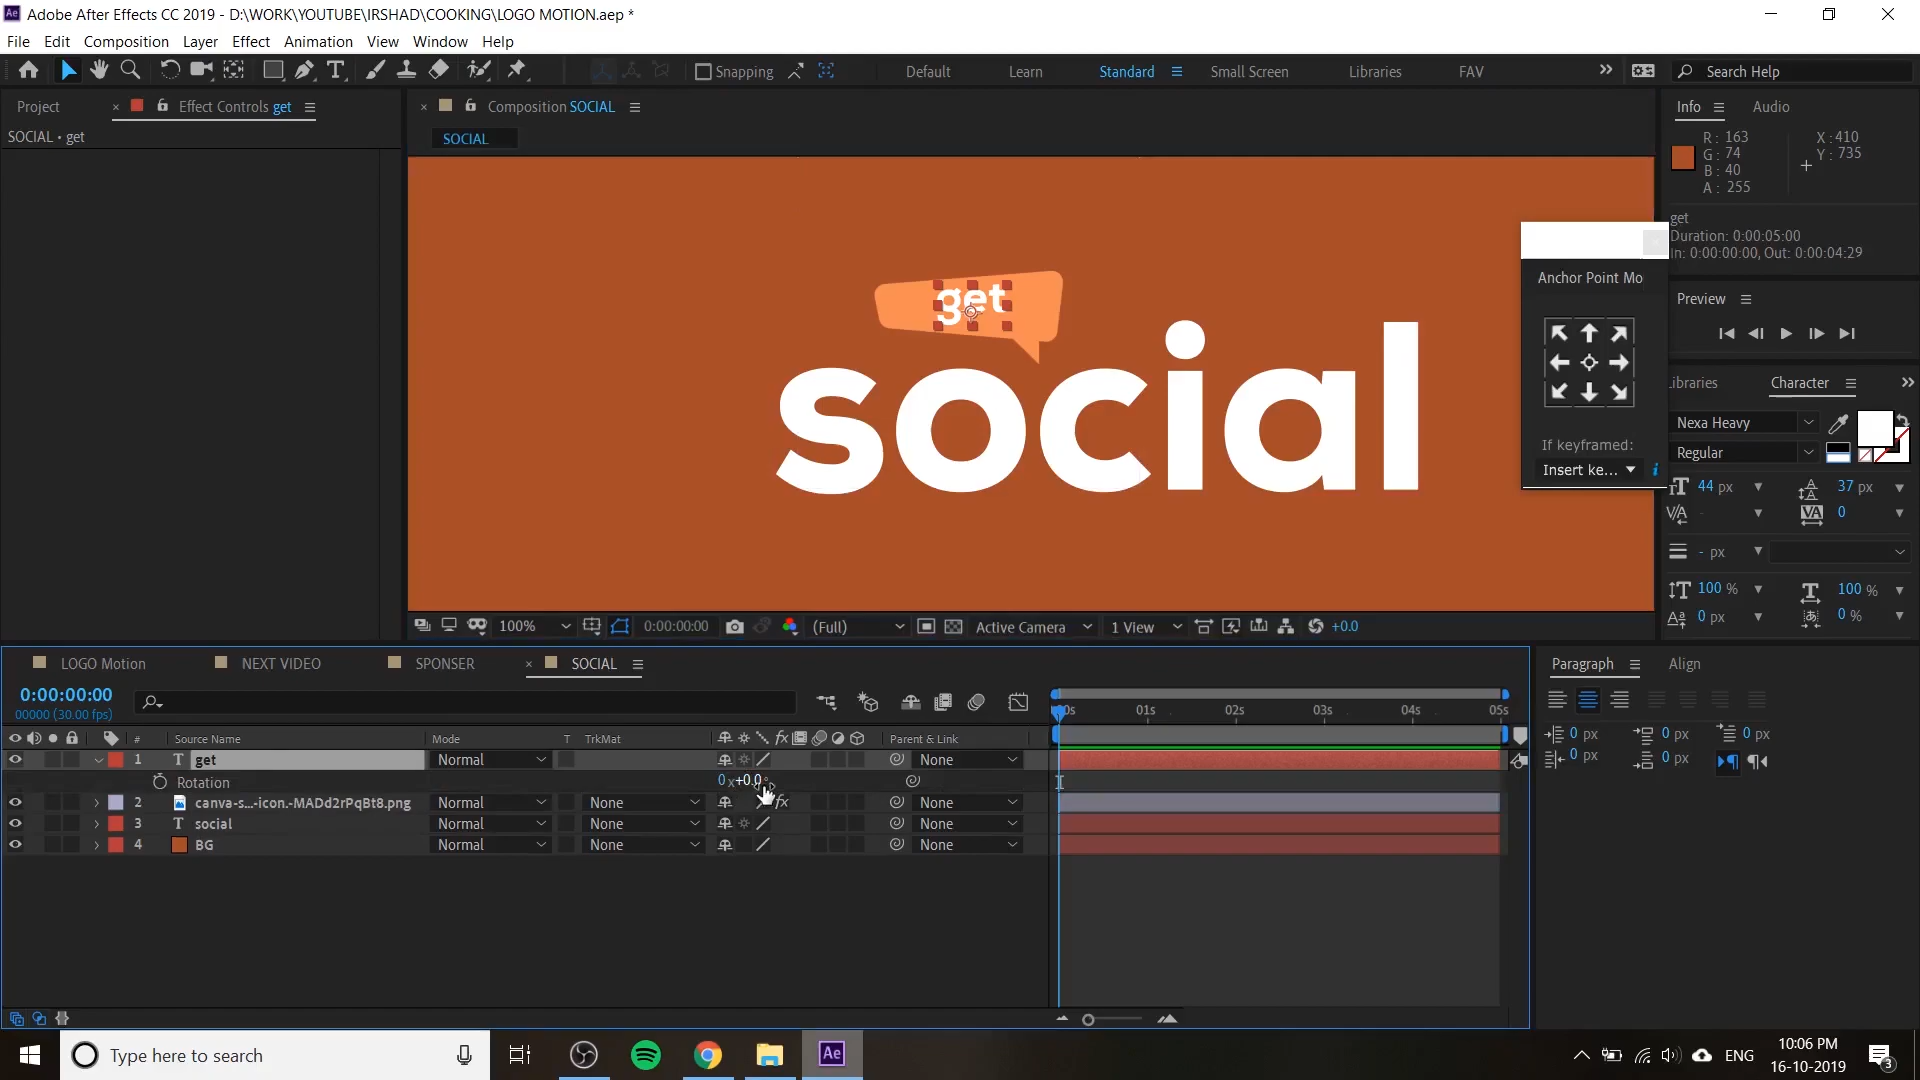 Adobe After Effects CC 2019 - D:\WORK\YOUTUBE\IRSHAD\COOKING\LOGO MOTION.aep *
File Edit Composition Layer Effect Animation View Window Help
Snapping Default Learn Standard Small Screen Libraries FAV Search Help
Project Effect Controls get Composition SOCIAL Info Audio
SOCIAL • get
SOCIAL
R : 163
G : 74
B : 40
A : 255
X : 410
Y : 735
get
Duration: 0:00:05:00
In: 0:00:00:00, Out: 0:00:04:29
get
social
Anchor Point Mo
If keyframed:
Insert ke...
Preview
ibraries Character
Nexa Heavy
Regular
44 px 37 px
0
- px
100 % 100 %
0 px 0 %
100% 0:00:00:00 (Full) Active Camera 1 View +0.0
LOGO Motion NEXT VIDEO SPONSER SOCIAL
0:00:00:00
00000 (30.00 fps)
0s 01s 02s 03s 04s 05s
# Source Name Mode T TrkMat Parent & Link
1 T get Normal None
Rotation 0 x+0.0
2 canva-s...-icon.-MADd2rPqBt8.png Normal None fx None
3 T social Normal None None
4 BG Normal None None
Paragraph Align
0 px 0 px 0 px
0 px 0 px
Type here to search
Ae
ENG
10:06 PM
16-10-2019
3